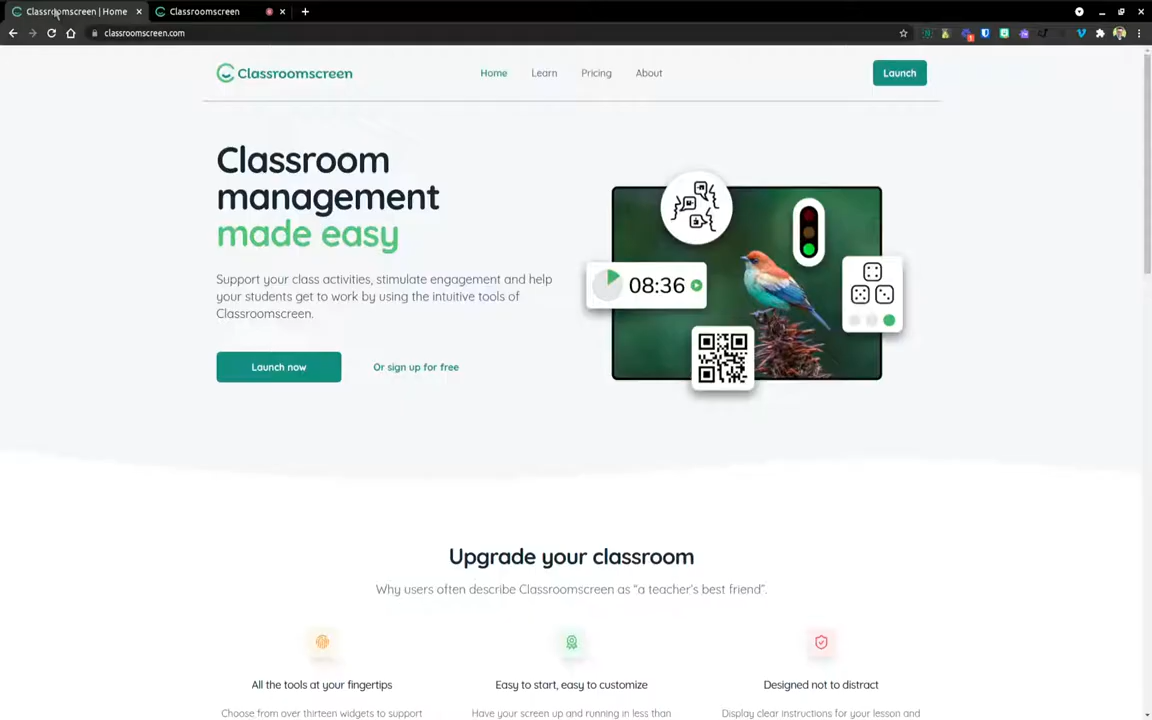 Classroomscreen | Home
Classroomscreen
classroomscreen.com
Classroomscreen
Home
Learn
Pricing
About
Launch
Classroom
management
made easy
Support your class activities, stimulate engagement and help
your students get to work by using the intuitive tools of
Classroomscreen.
Launch now
Or sign up for free
08:36
Upgrade your classroom
Why users often describe Classroomscreen as “a teacher’s best friend”.
All the tools at your fingertips
Easy to start, easy to customize
Designed not to distract
Choose from over thirteen widgets to support
Have your screen up and running in less than
Display clear instructions for your lesson and